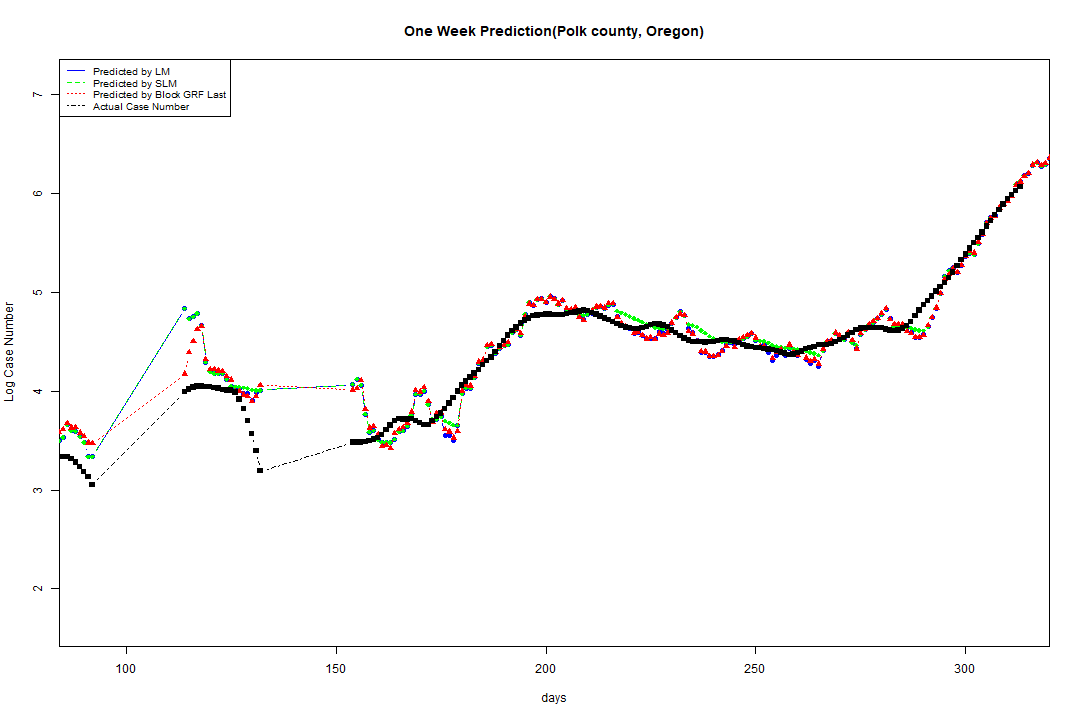 One Week Prediction(Polk county, Oregon)
Predicted by LM
Predicted by SLM
Predicted by Block GRF Last
Actual Case Number
7
6
5
4
3
2
Log Case Number
100 150 200 250 300
days